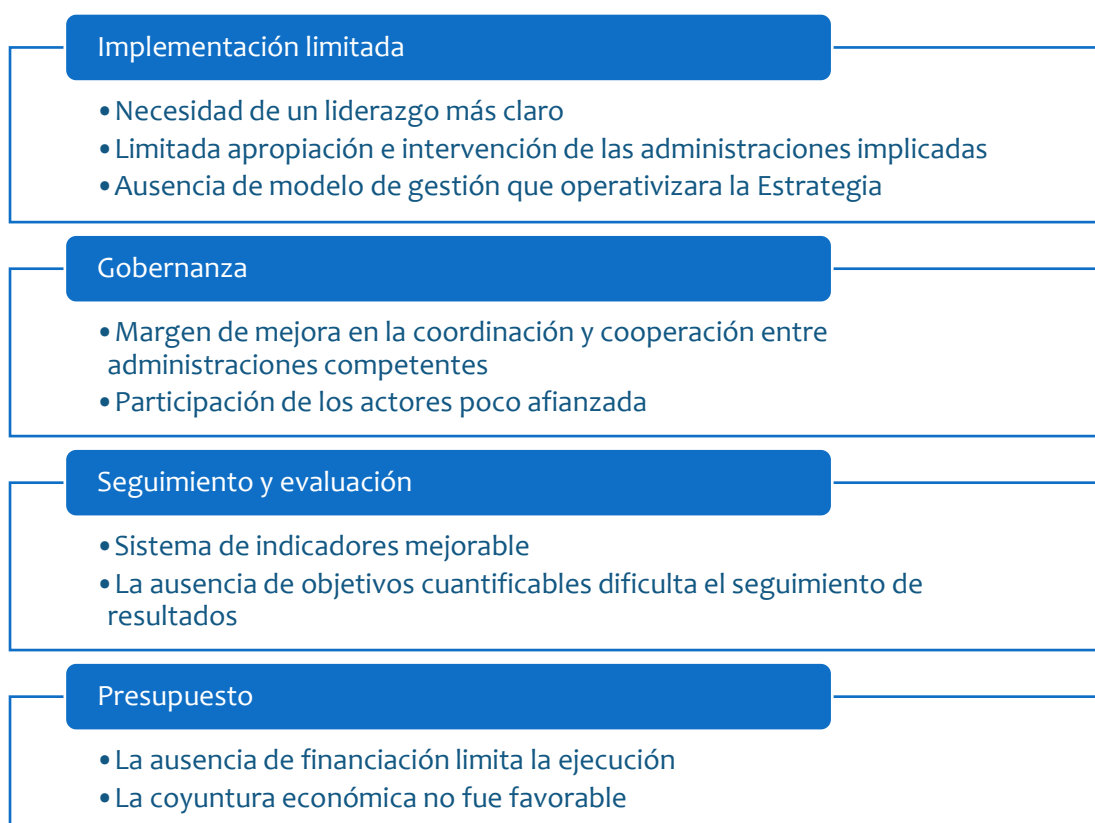 Implementación limitada
•Necesidad de un liderazgo más claro
•Limitada apropiación e intervención de las administraciones implicadas
•Ausencia de modelo de gestión que operativizara la Estrategia
Gobernanza
•Margen de mejora en la coordinación y cooperación entre
administraciones competentes
•Participación de los actores poco afianzada
Seguimiento y evaluación
•Sistema de indicadores mejorable
•La ausencia de objetivos cuantificables dificulta el seguimiento de
resultados
Presupuesto
•La ausencia de financiación limita la ejecución
•La coyuntura económica no fue favorable